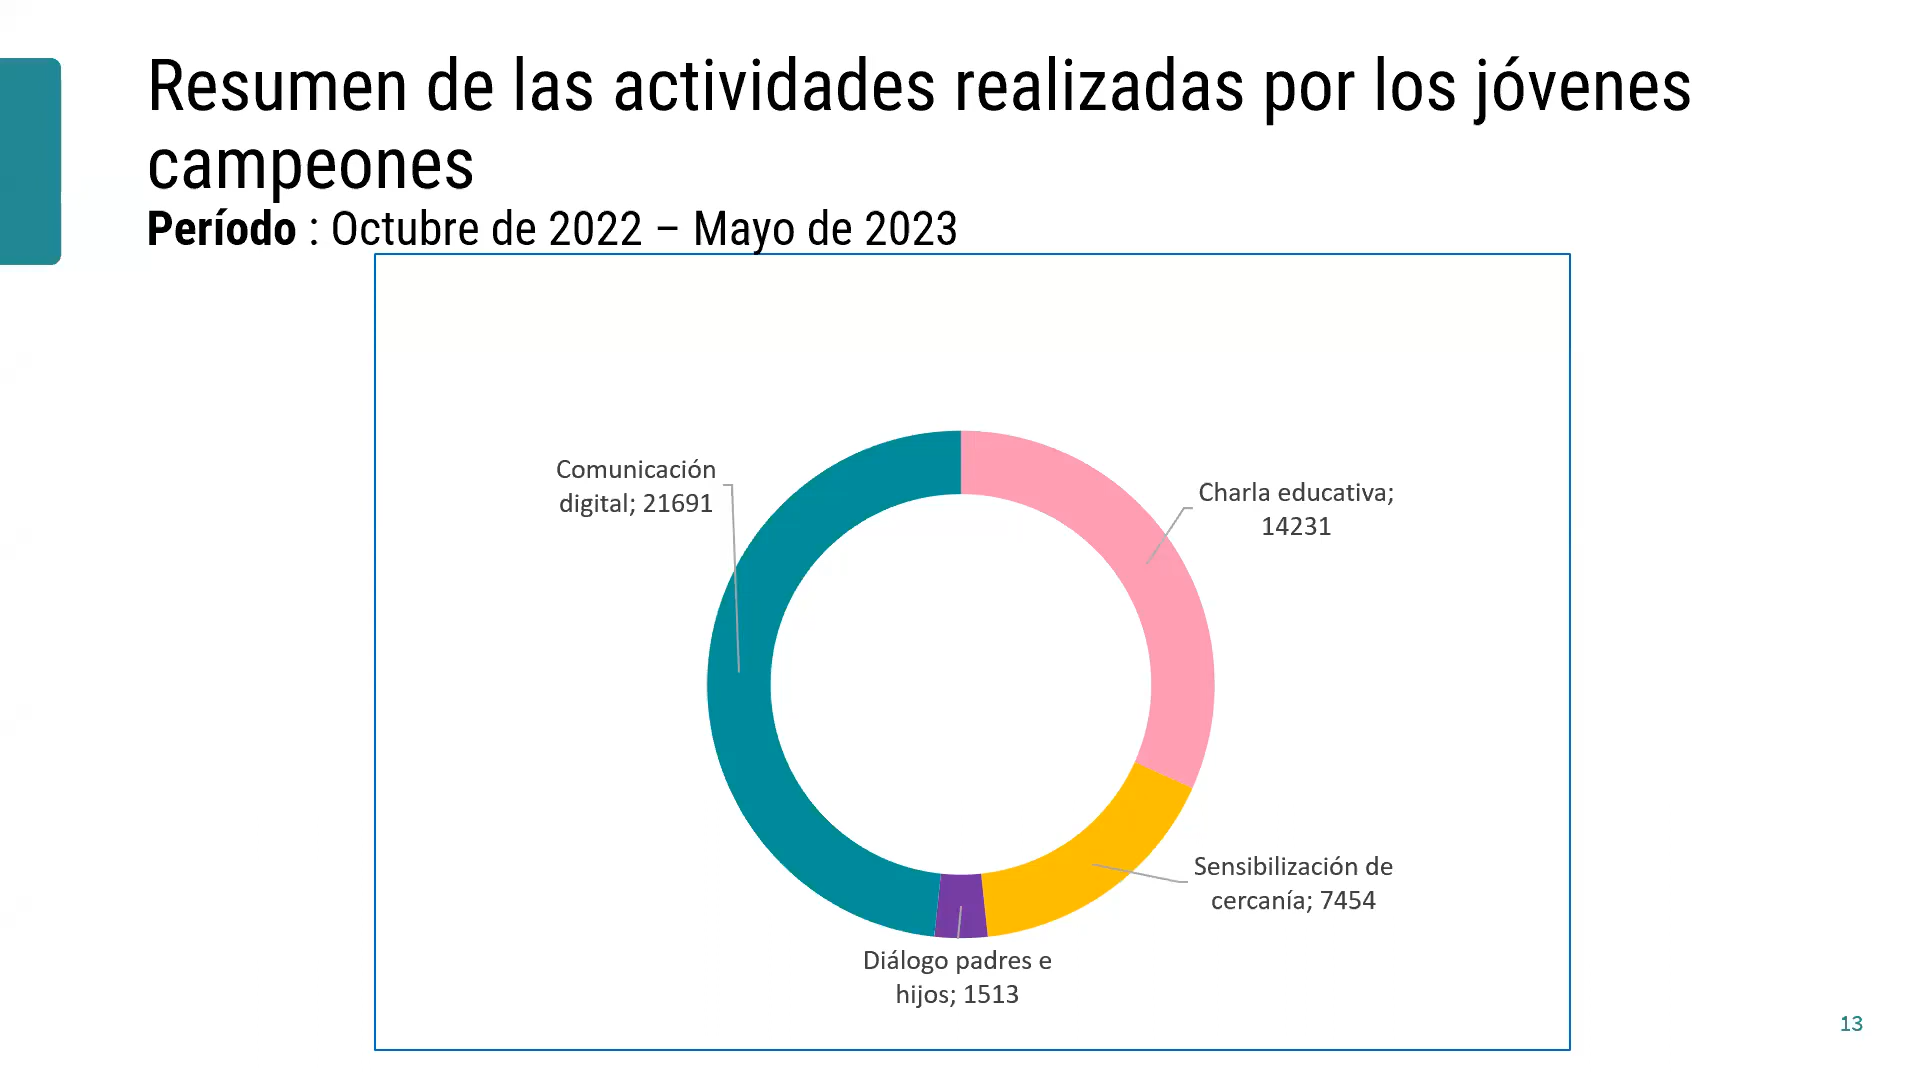 Resumen de las actividades realizadas por los jóvenes
campeones
Período : Octubre de 2022 – Mayo de 2023
Comunicación
digital; 21691
Charla educativa;
14231
Sensibilización de
cercanía; 7454
Diálogo padres e
hijos; 1513
13